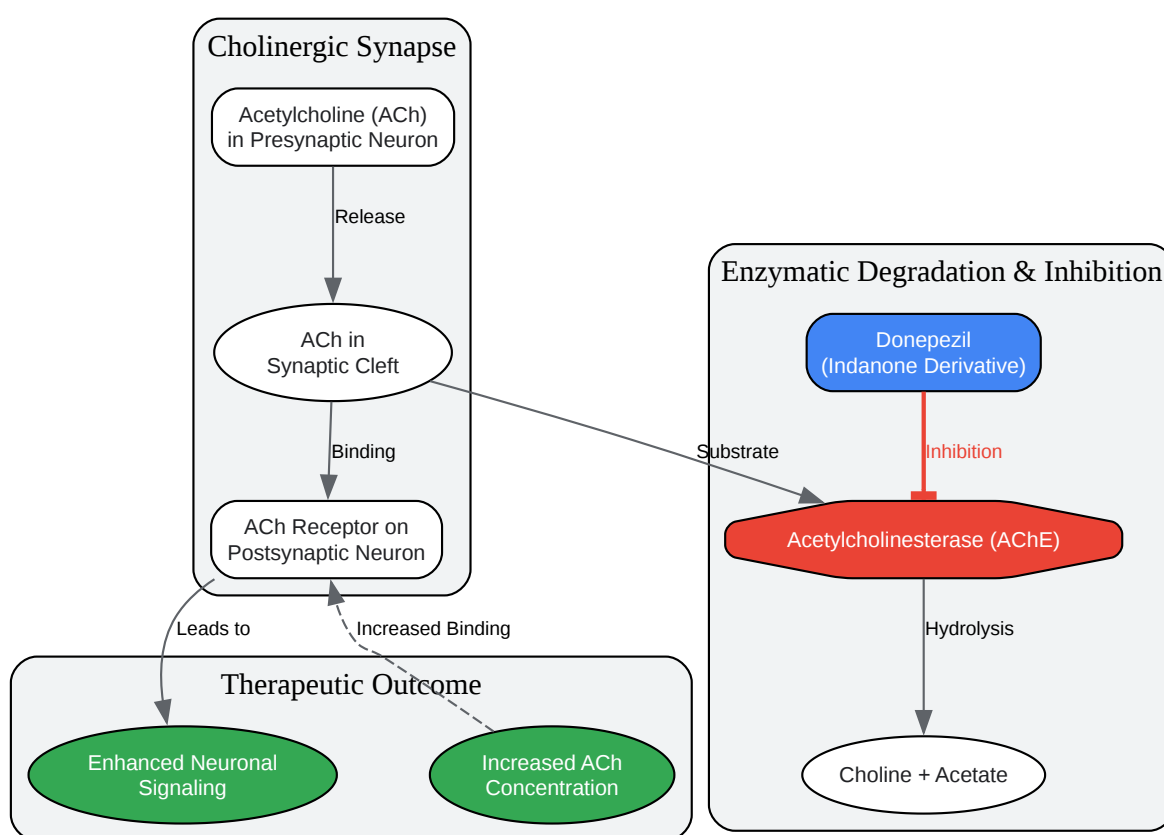 Cholinergic Synapse
Acetylcholine (ACh)
in Presynaptic Neuron
Release
ACh in
Synaptic Cleft
Binding
ACh Receptor on
Postsynaptic Neuron
Leads to
Increased Binding
Therapeutic Outcome
Enhanced Neuronal
Signaling
Increased ACh
Concentration
Enzymatic Degradation & Inhibition
Donepezil
(Indanone Derivative)
Substrate
Inhibition
Acetylcholinesterase (AChE)
Hydrolysis
Choline + Acetate